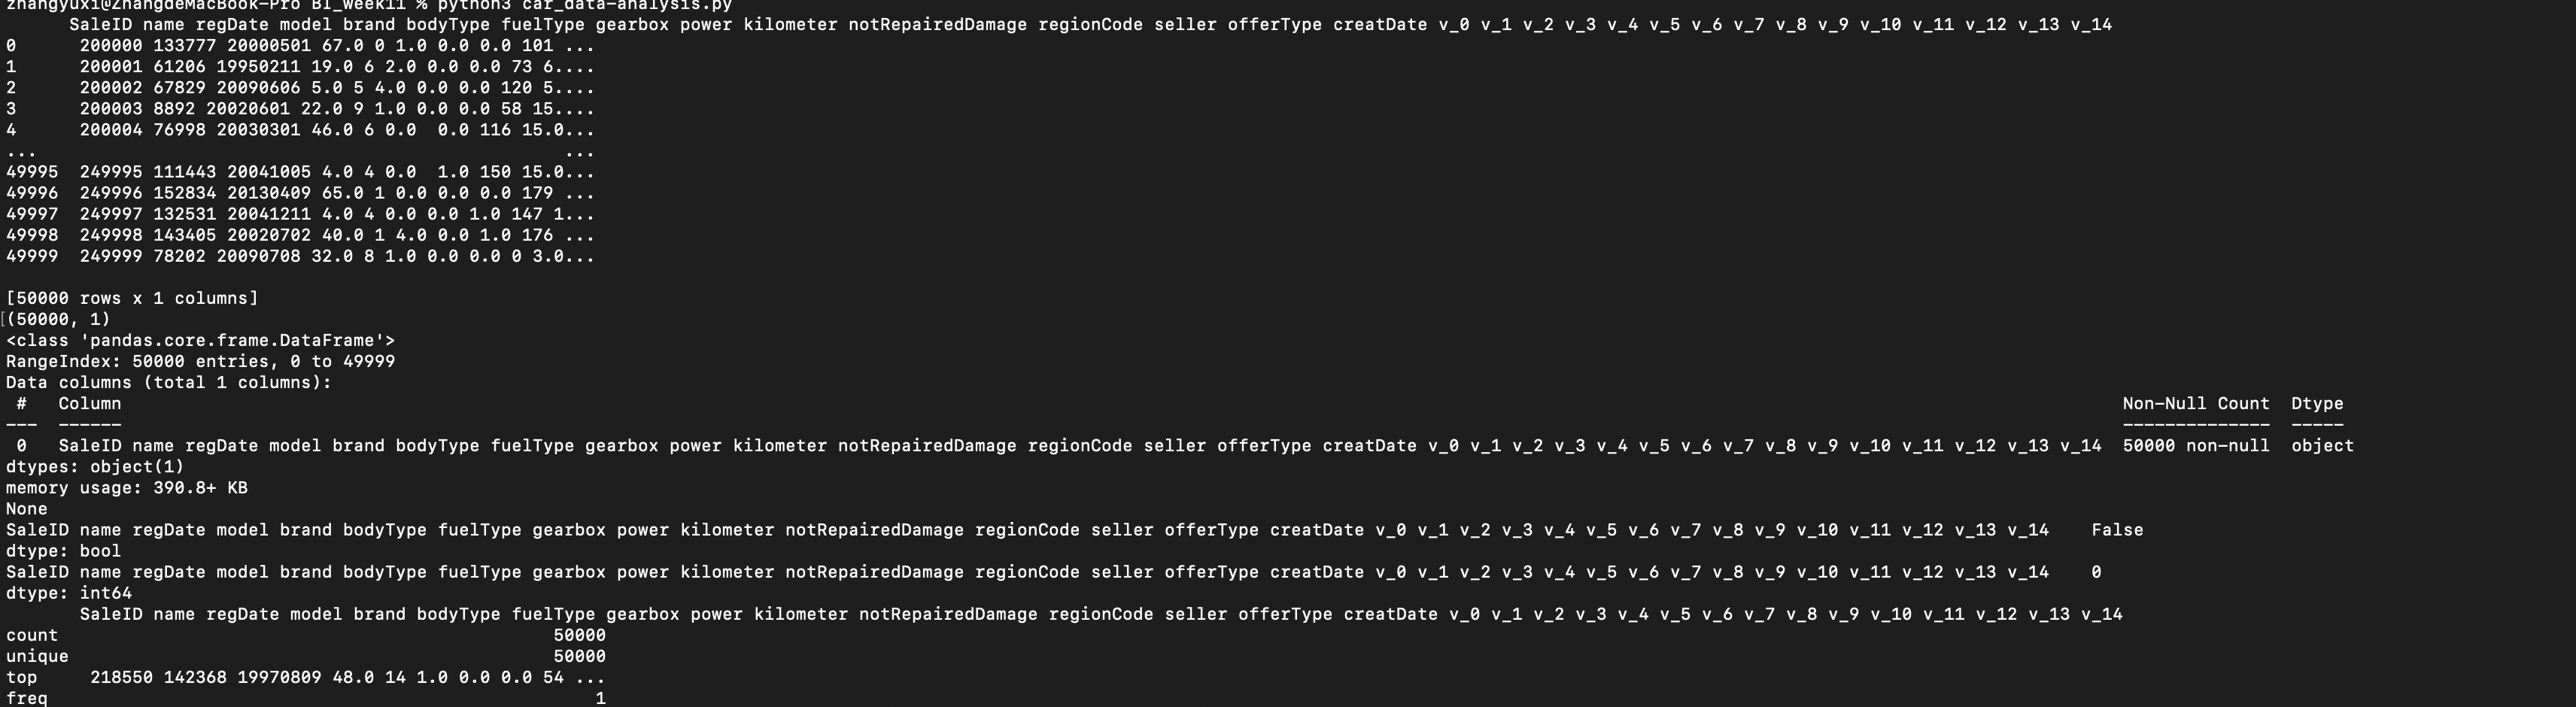 zhangyuxi@ZhangdeMacBook-Pro BI_week11 % python3 car_data-analysis.py
SaleID name regDate model brand bodyType fuelType gearbox power kilometer notRepairedDamage regionCode seller offerType creatDate v_0 v_1 v_2 v_3 v_4 v_5 v_6 v_7 v_8 v_9 v_10 v_11 v_12 v_13 v_14
0 200000 133777 20000501 67.0 0 1.0 0.0 0.0 101 ...
1 200001 61206 19950211 19.0 6 2.0 0.0 0.0 73 6....
2 200002 67829 20090606 5.0 5 4.0 0.0 0.0 120 5....
3 200003 8892 20020601 22.0 9 1.0 0.0 0.0 58 15....
4 200004 76998 20030301 46.0 6 0.0  0.0 116 15.0...
... ...
49995 249995 111443 20041005 4.0 4 0.0  1.0 150 15.0...
49996 249996 152834 20130409 65.0 1 0.0 0.0 0.0 179 ...
49997 249997 132531 20041211 4.0 4 0.0 0.0 1.0 147 1...
49998 249998 143405 20020702 40.0 1 4.0 0.0 1.0 176 ...
49999 249999 78202 20090708 32.0 8 1.0 0.0 0.0 0 3.0...
[50000 rows x 1 columns]
[(50000, 1)
<class 'pandas.core.frame.DataFrame'>
RangeIndex: 50000 entries, 0 to 49999
Data columns (total 1 columns):
# Column Non-Null Count Dtype
--- ------ -------------- -----
0 SaleID name regDate model brand bodyType fuelType gearbox power kilometer notRepairedDamage regionCode seller offerType creatDate v_0 v_1 v_2 v_3 v_4 v_5 v_6 v_7 v_8 v_9 v_10 v_11 v_12 v_13 v_14 50000 non-null object
dtypes: object(1)
memory usage: 390.8+ KB
None
SaleID name regDate model brand bodyType fuelType gearbox power kilometer notRepairedDamage regionCode seller offerType creatDate v_0 v_1 v_2 v_3 v_4 v_5 v_6 v_7 v_8 v_9 v_10 v_11 v_12 v_13 v_14 False
dtype: bool
SaleID name regDate model brand bodyType fuelType gearbox power kilometer notRepairedDamage regionCode seller offerType creatDate v_0 v_1 v_2 v_3 v_4 v_5 v_6 v_7 v_8 v_9 v_10 v_11 v_12 v_13 v_14 0
dtype: int64
SaleID name regDate model brand bodyType fuelType gearbox power kilometer notRepairedDamage regionCode seller offerType creatDate v_0 v_1 v_2 v_3 v_4 v_5 v_6 v_7 v_8 v_9 v_10 v_11 v_12 v_13 v_14
count 50000
unique 50000
top 218550 142368 19970809 48.0 14 1.0 0.0 0.0 54 ...
freq 1